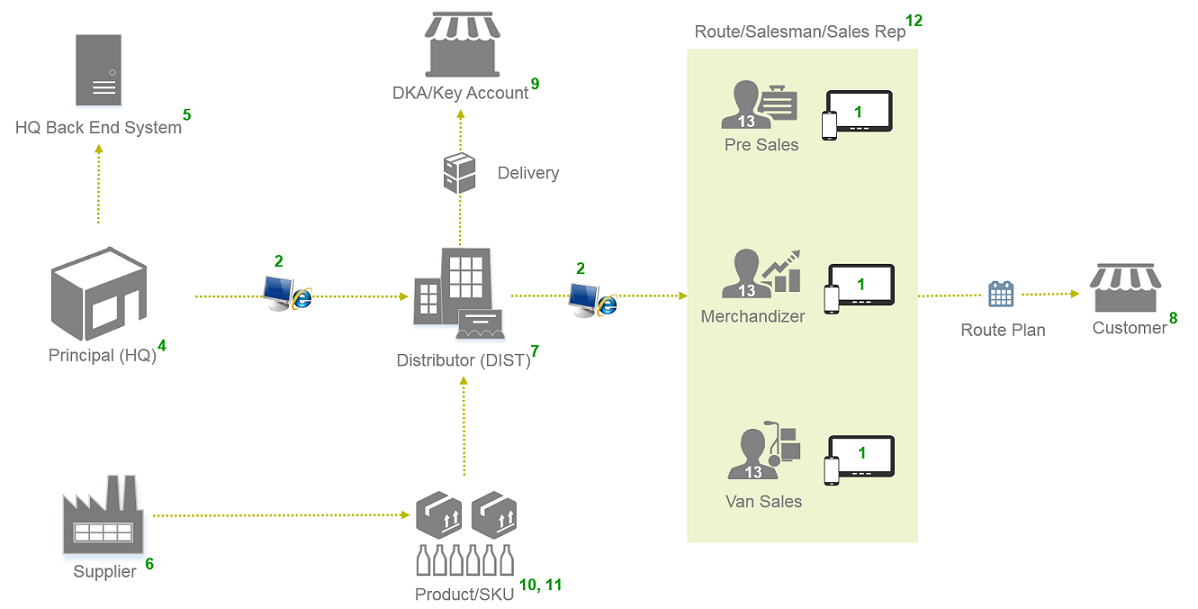 Route/Salesman/Sales Rep 12
HQ Back End System 5
DKA/Key Account 9
13
1
Pre Sales
Delivery
2
2
13
1
Merchandizer
Principal (HQ) 4
Distributor (DIST) 7
Route Plan
Customer 8
13
1
Van Sales
Supplier 6
Product/SKU 10, 11